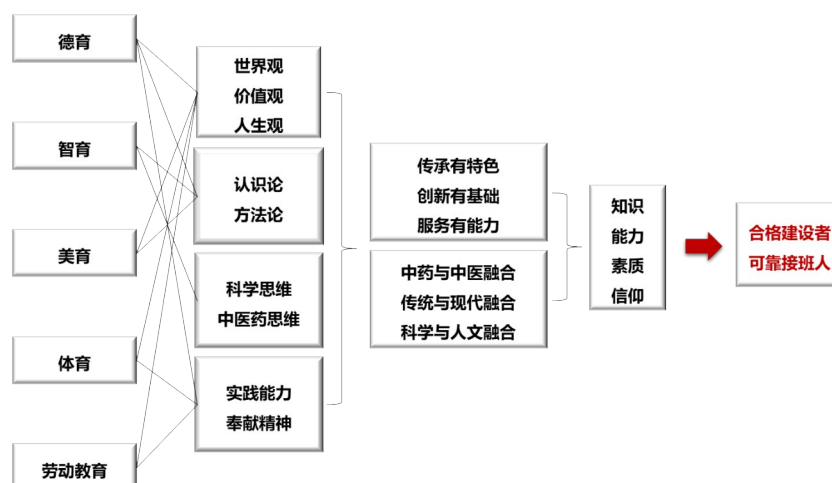 德育
智育
美育
体育
劳动教育
世界观
价值观
人生观
认识论
方法论
科学思维
中医药思维
实践能力
奉献精神
传承有特色
创新有基础
服务有能力
中药与中医融合
传统与现代融合
科学与人文融合
知识
能力
素质
信仰
合格建设者
可靠接班人